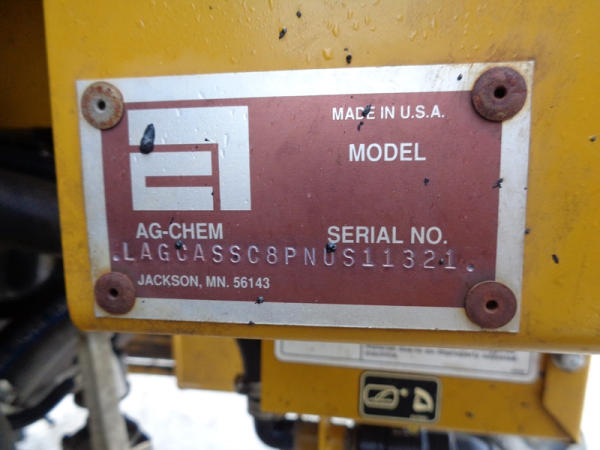 MADE IN U.S.A.
MODEL
AG-CHEM
SERIAL NO.
.LAGCASSC8PNUS11321.
JACKSON, MN. 56143